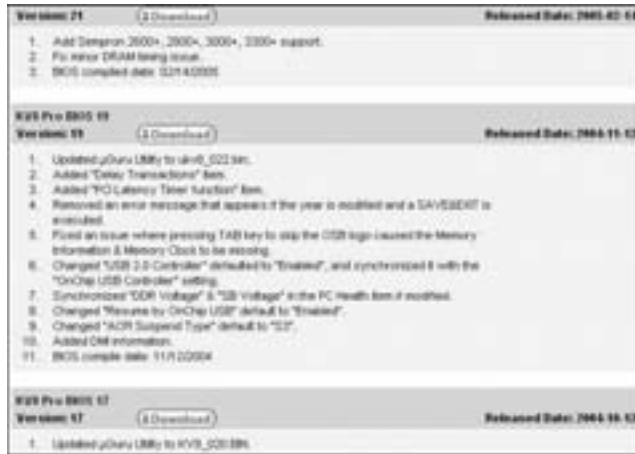 Version: 21 Download Released Date: 2005-02-1
1. Add Sempron 2600+, 2800+, 3000+, 3300+ support.
2. Fix minor DRAM timing issue.
3. BIOS compiled date: 02/14/2005
KV8 Pro BIOS 19
Version: 19 Download Released Date: 2004-11-12
1. Updated µGuru Utility to ukv8_022.bin.
2. Added "Delay Transactions" item.
3. Added "PCI Latency Timer function" item.
4. Removed an error message that appears if the year is modified and a SAVE&EXIT is
executed.
5. Fixed an issue where pressing TAB key to skip the OSB logo caused the Memory
Information & Memory Clock to be missing.
6. Changed "USB 2.0 Controller" defaulted to "Enabled", and synchronized it with the
"OnChip USB Controller" setting.
7. Synchronized "DDR Voltage" & "SB Voltage" in the PC Health item if modified.
8. Changed "Resume by OnChip USB" default to "Enabled".
9. Changed "ACPI Suspend Type" default to "S3".
10. Added DMI information.
11. BIOS compile date: 11/12/2004
KV8 Pro BIOS 17
Version: 17 Download Released Date: 2004-10-12
1. Updated µGuru Utility to KV8_020.BIN.